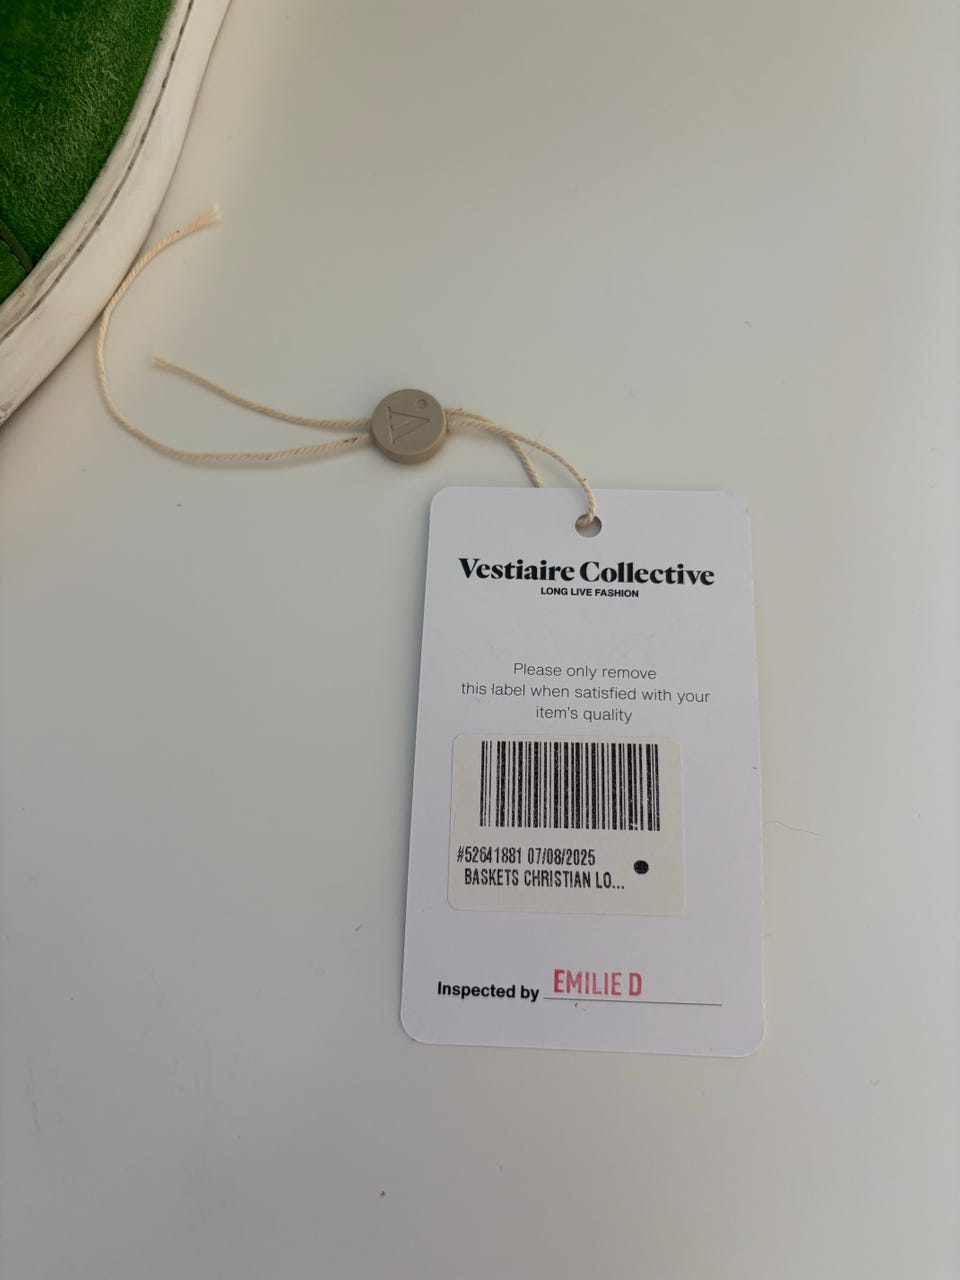 V.
Vestiaire Collective
LONG LIVE FASHION
Please only remove
this label when satisfied with your
item's quality
#52641881 07/08/2025
BASKETS CHRISTIAN LO...
Inspected by EMILIE D